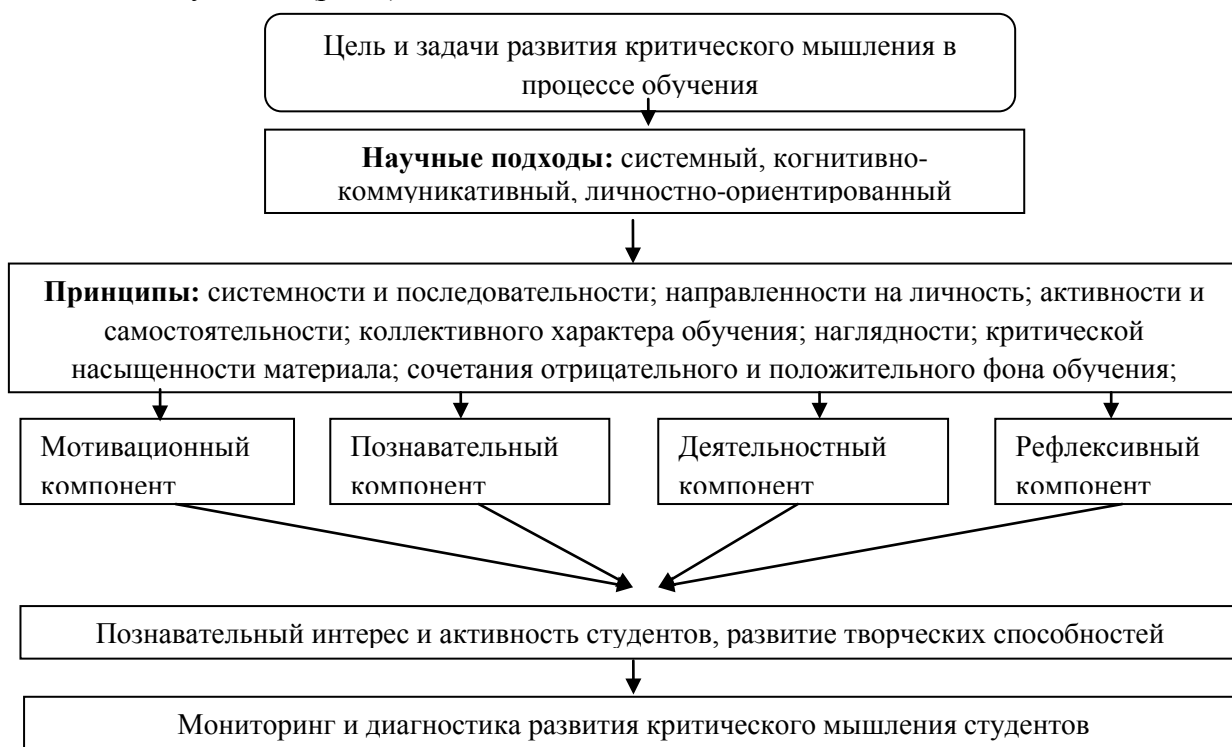 Цель и задачи развития критического мышления в
процессе обучения
Научные подходы: системный, когнитивно-
коммуникативный, личностно-ориентированный
Принципы: системности и последовательности; направленности на личность; активности и
самостоятельности; коллективного характера обучения; наглядности; критической
насыщенности материала; сочетания отрицательного и положительного фона обучения;
Мотивационный
компонент
Познавательный
компонент
Деятельностный
компонент
Рефлексивный
компонент
Познавательный интерес и активность студентов, развитие творческих способностей
Мониторинг и диагностика развития критического мышления студентов